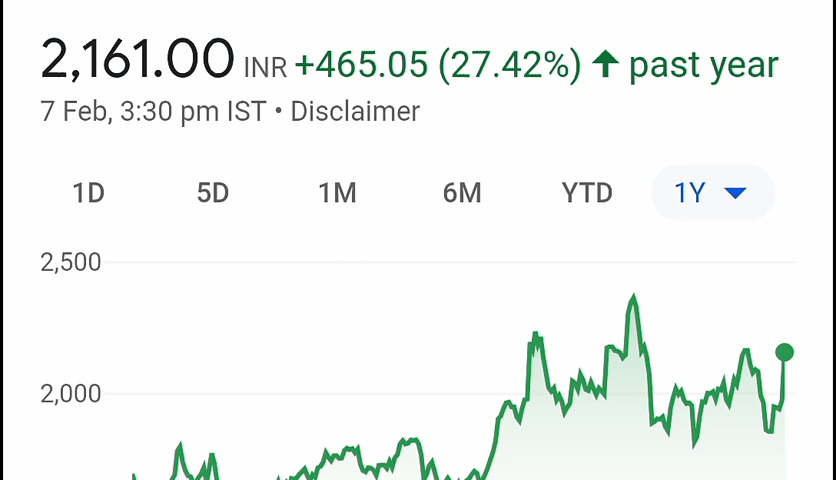 2,161.00 INR +465.05 (27.42%) ↑ past year
7 Feb, 3:30 pm IST • Disclaimer
1D 5D 1M 6M YTD 1Y
2,500
2,000